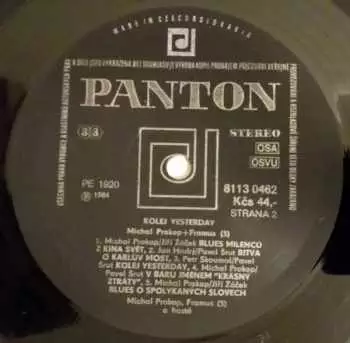 MADE IN CZECHOSLOVAKIA
PANTON
33
STEREO
OSA
OSVU
PE 1920
Ⓟ 1984
8113 0462
Kčs 44,-
STRANA 2
KOLEJ YESTERDAY
Michal Prokop+Framus (5)
1. Michal Prokop/Jiří Žáček BLUES MILENCŮ
Z KINA SVĚT, 2. Jan Hrubý/Pavel Šrut BITVA
O KARLŮV MOST, 3. Petr Skoumal/Pavel
Šrut KOLEJ YESTERDAY, 4. Michal Prokop/
Pavel Šrut V BARU JMÉNEM "KRÁSNÝ
ZTRÁTY", 5. Michal Prokop/Jiří Žáček
BLUES O SPOLYKANÝCH SLOVECH
Michal Prokop, Framus (5)
a hosté